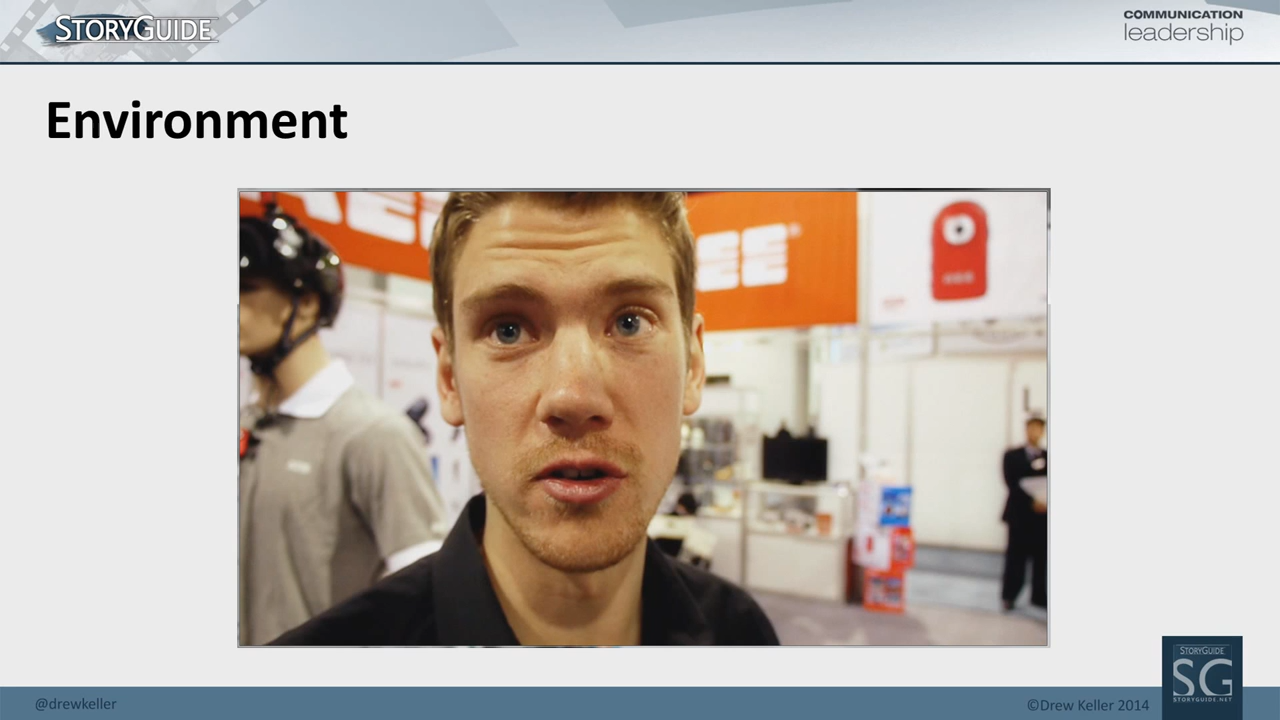 STORYGUIDE
COMMUNICATION
leadership
Environment
@drewkeller
©Drew Keller 2014
STORYGUIDE
SG
STORYGUIDE.NET